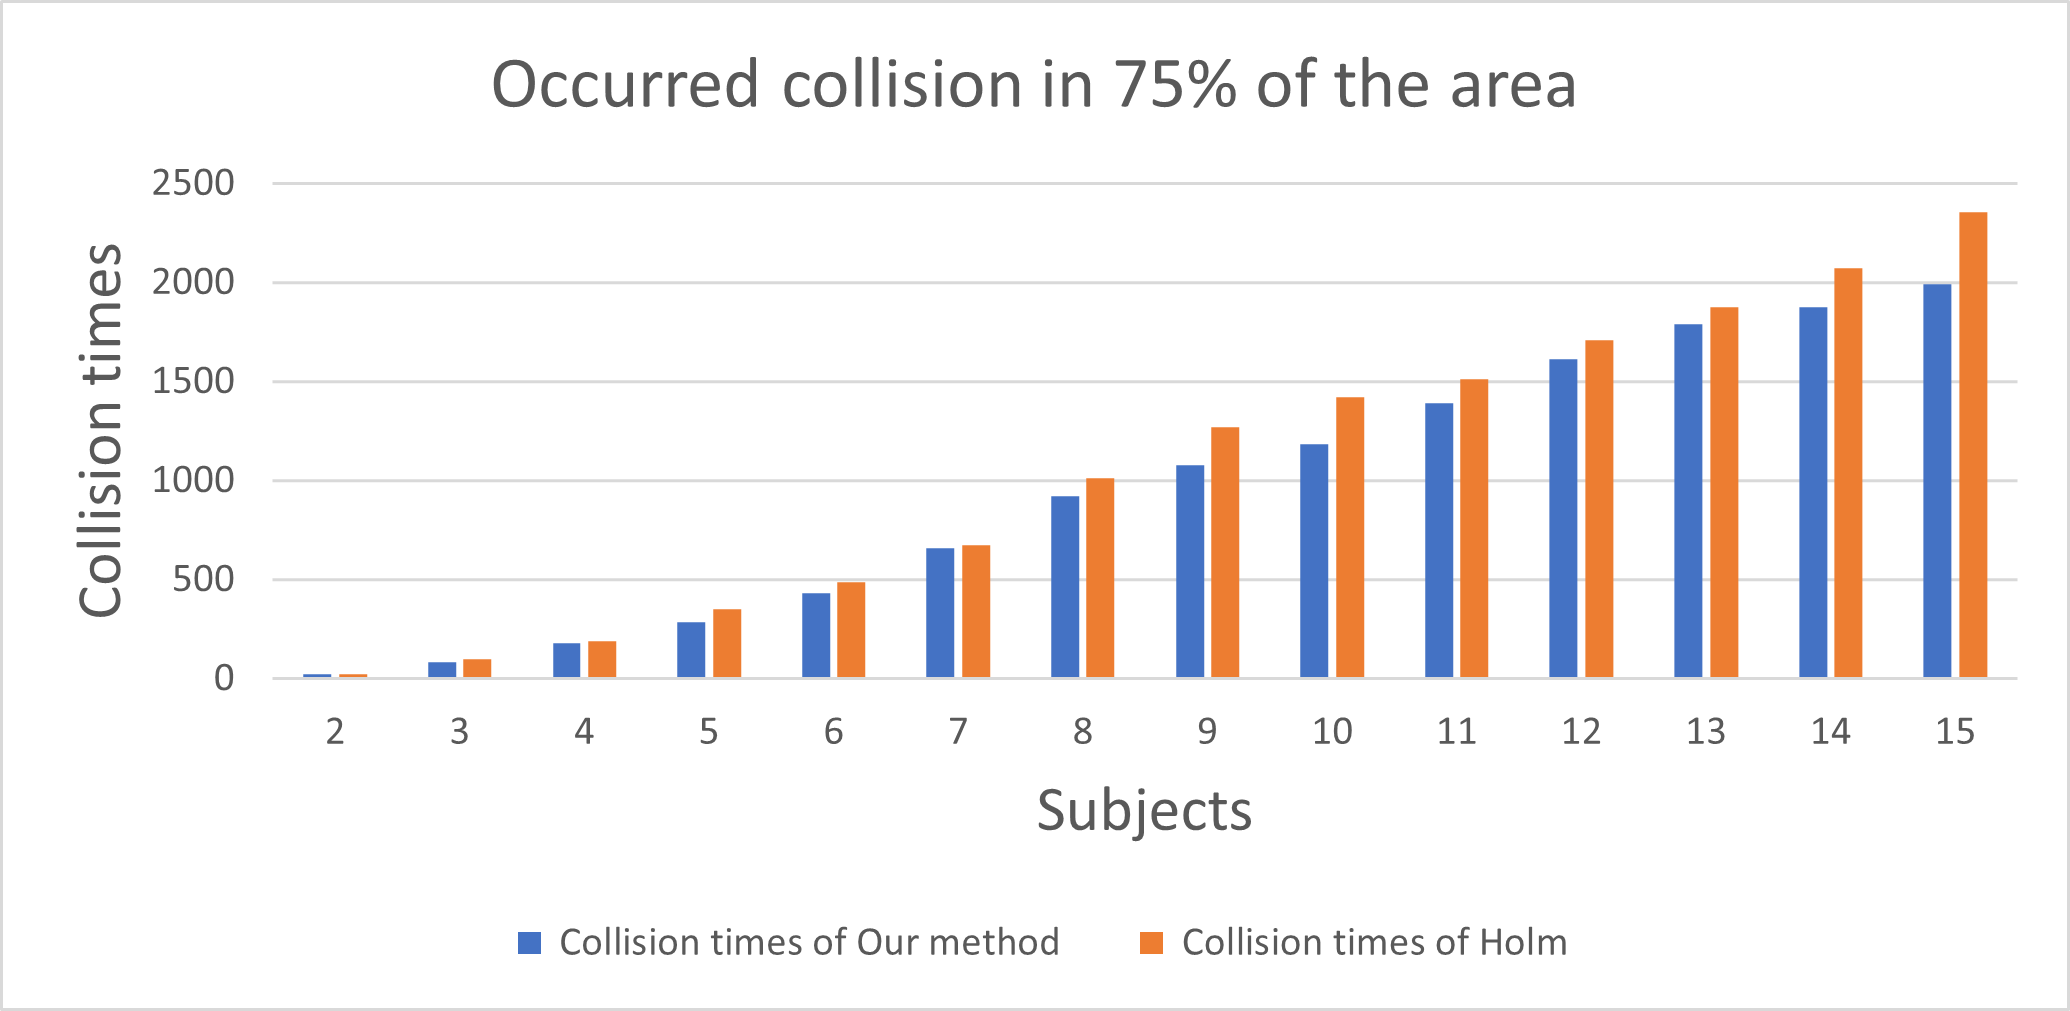 Occurred collision in 75% of the area
2500
2000
1500
1000
500
0
Collision times
2 3 4 5 6 7 8 9 10 11 12 13 14 15
Subjects
Collision times of Our method Collision times of Holm